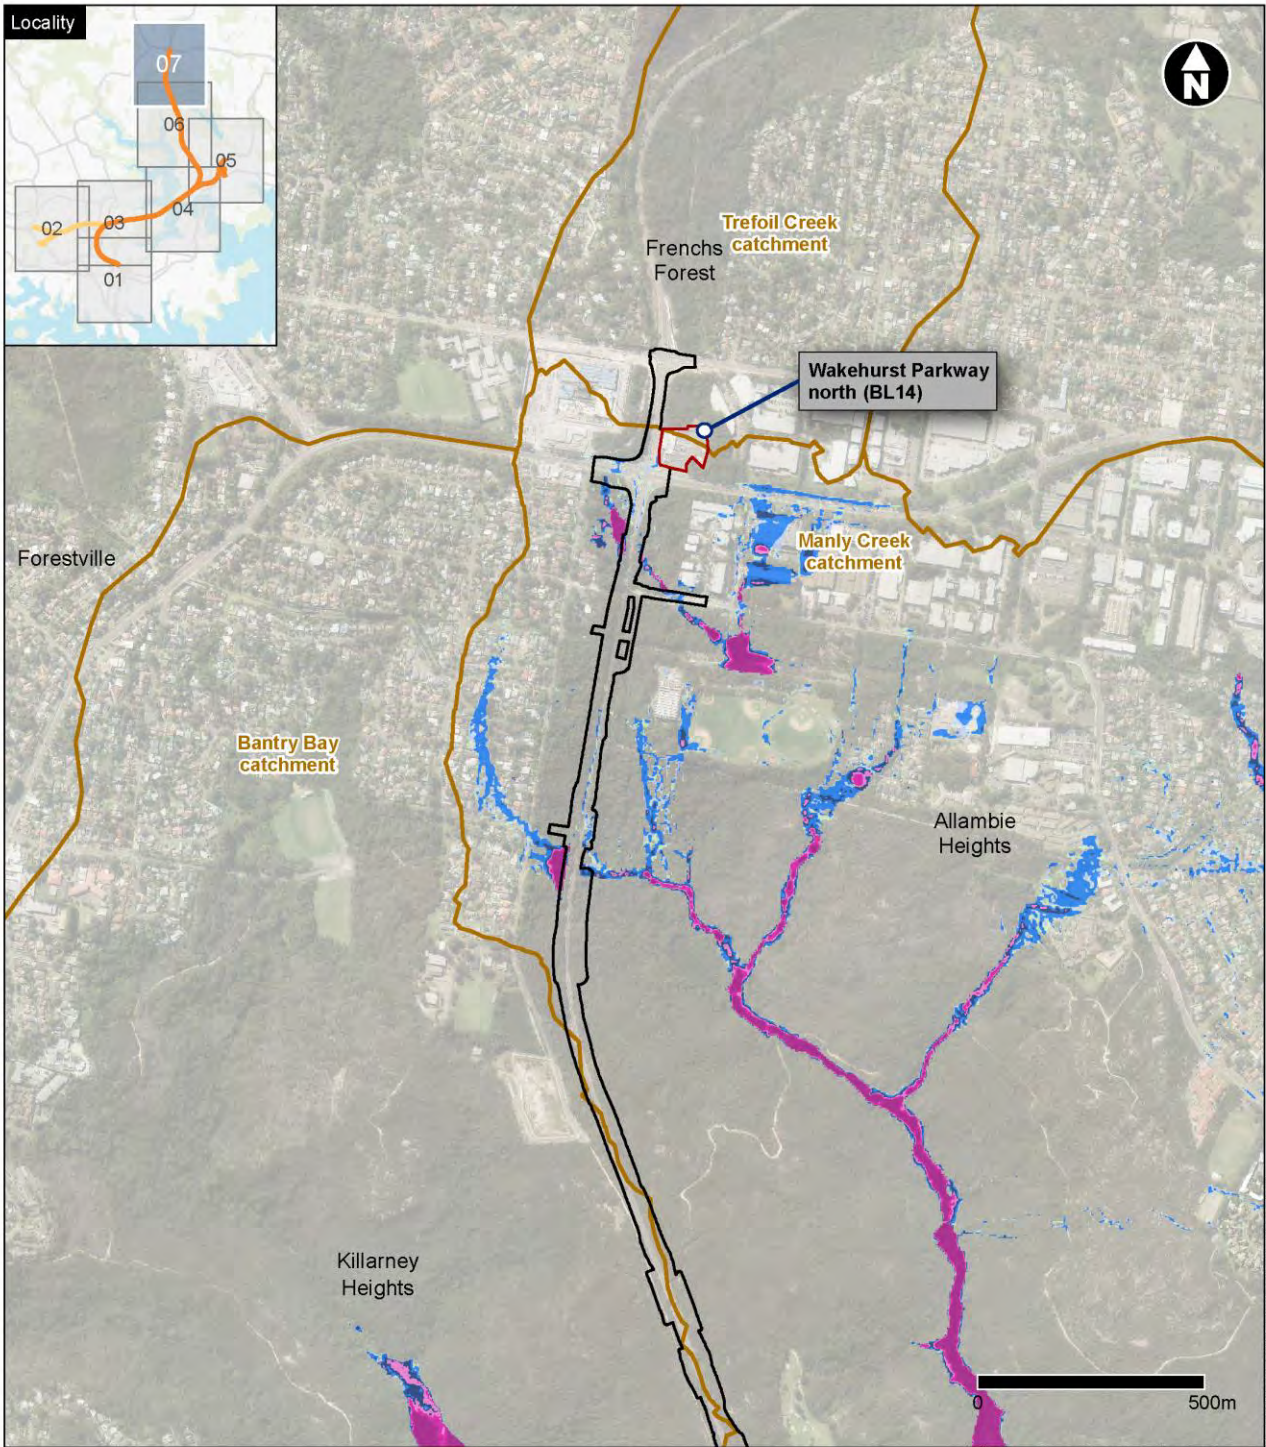 Locality
07
06
05
04
03
02
01
N
Trefoil Creek
catchment
Frenchs
Forest
Wakehurst Parkway
north (BL14)
Forestville
Manly Creek
catchment
Bantry Bay
catchment
Allambie
Heights
Killarney
Heights
0
500m